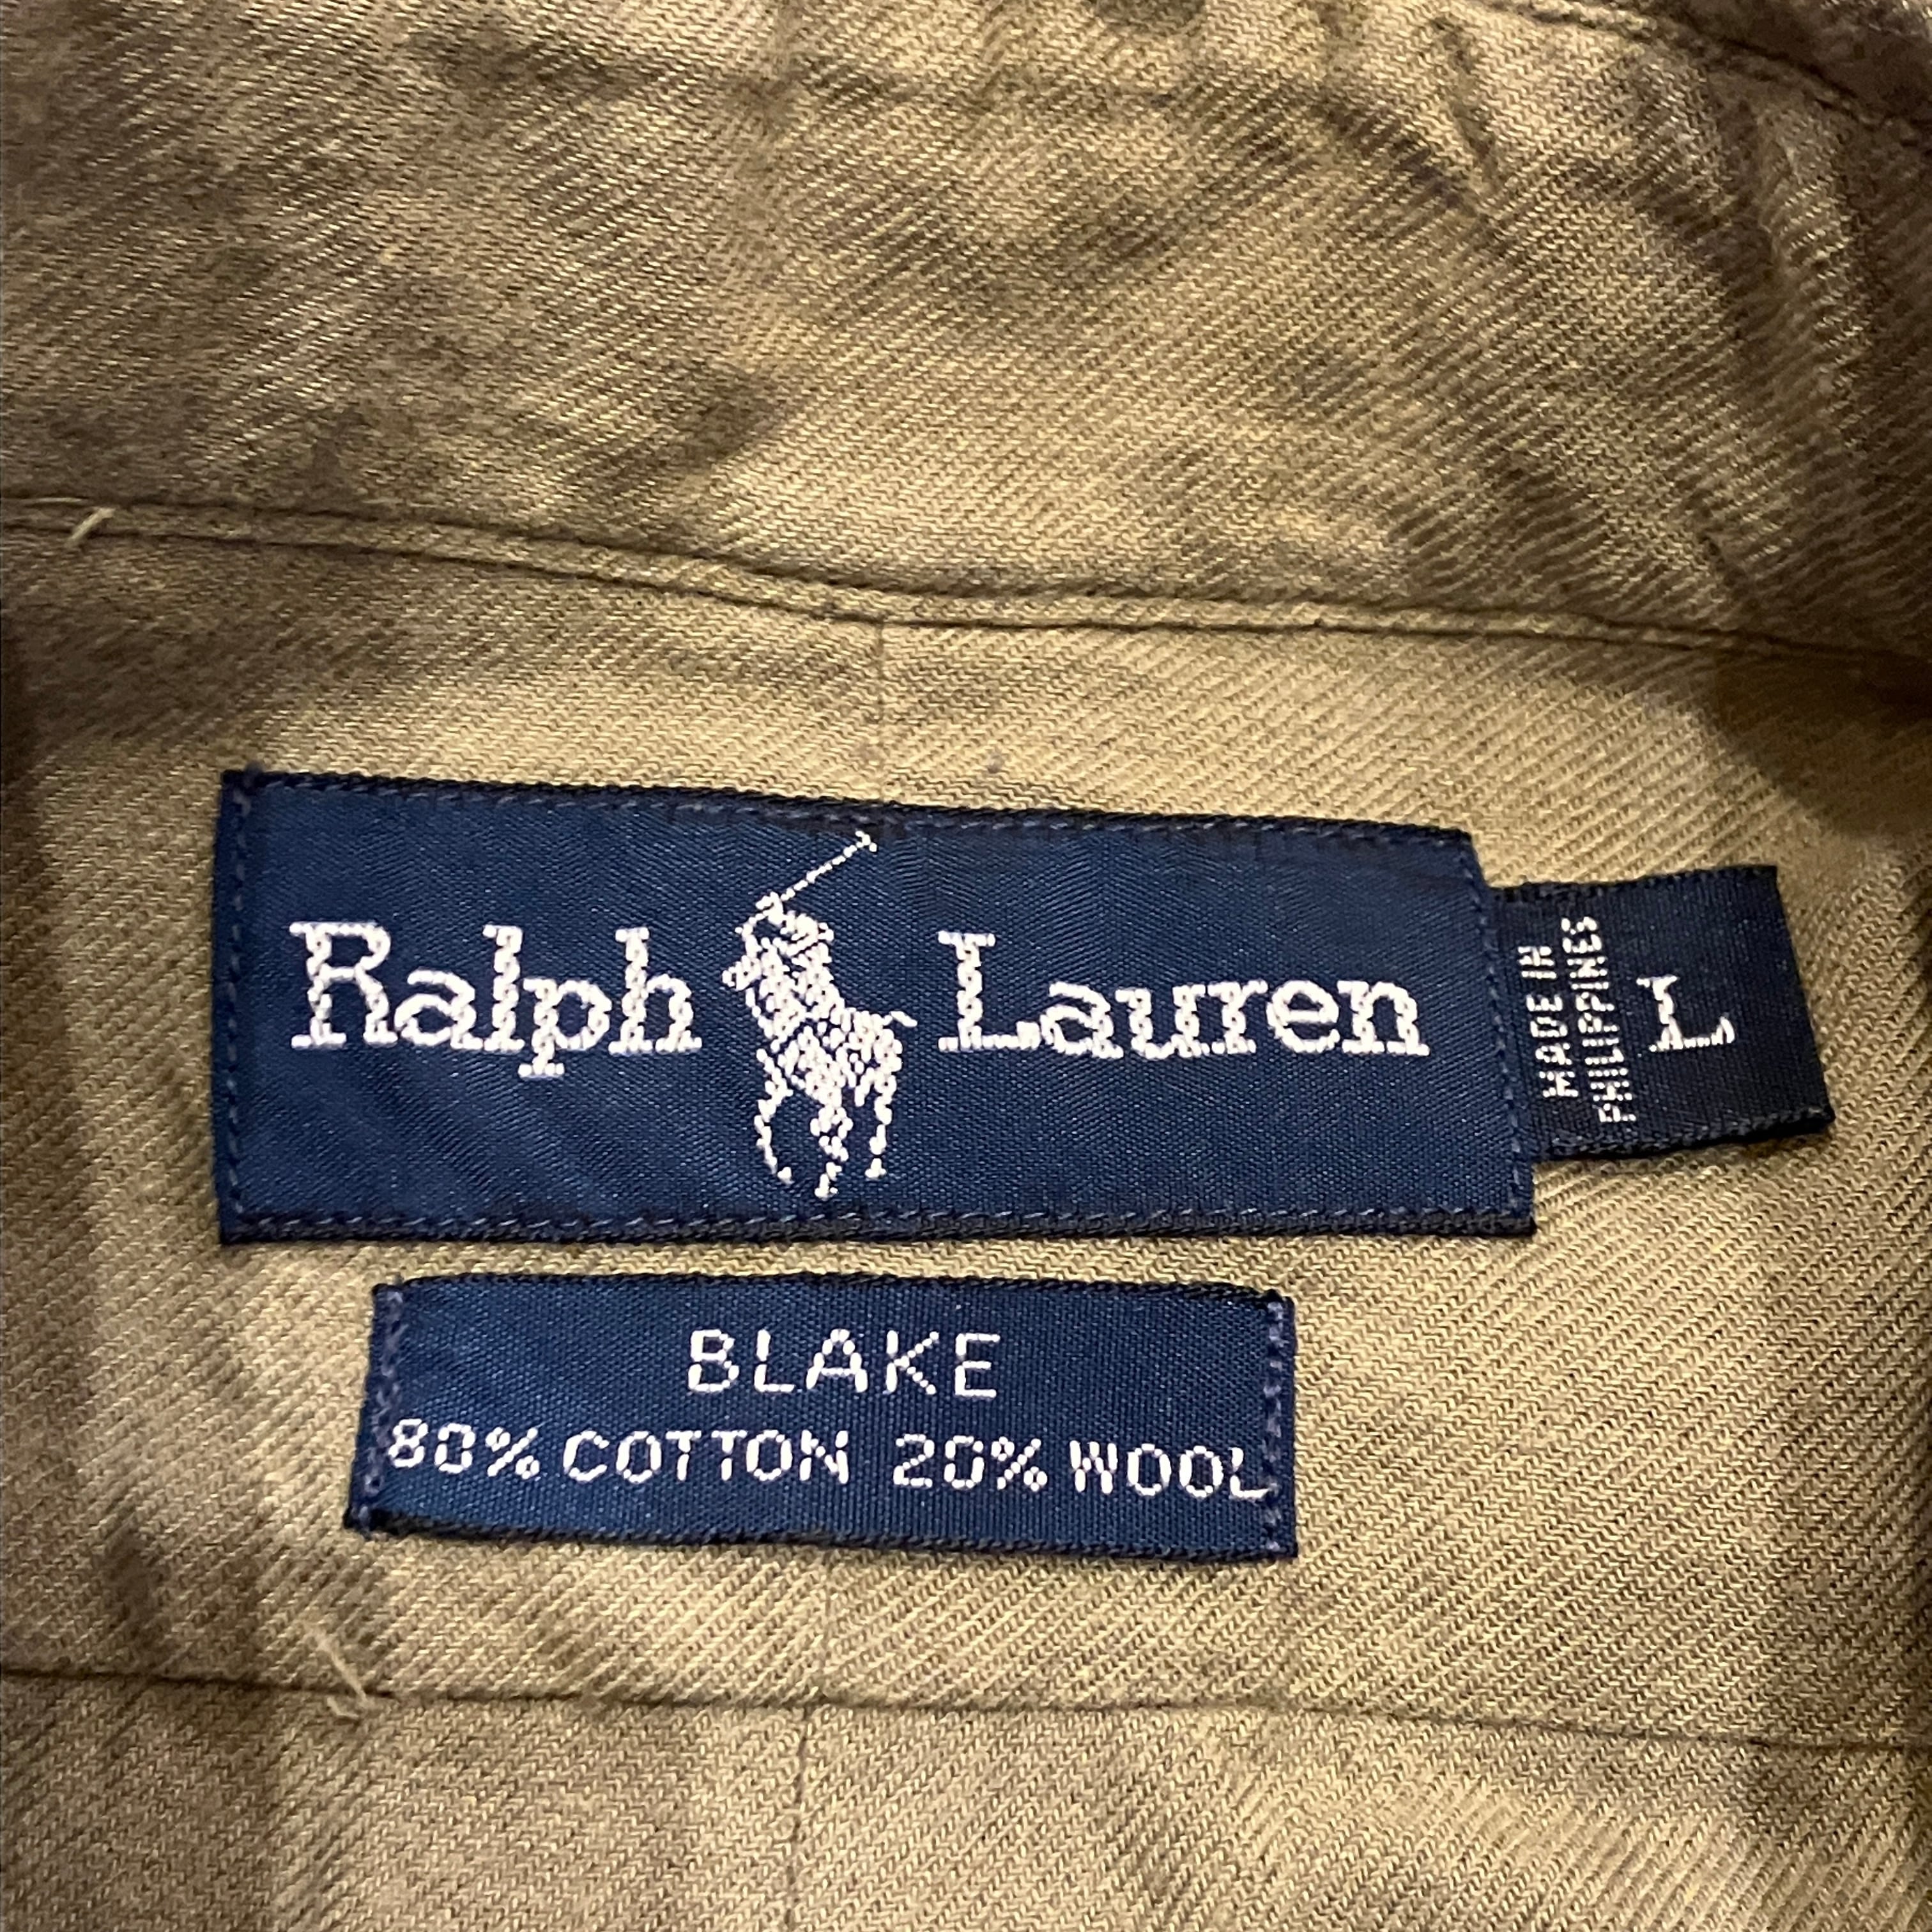 Ralph Lauren
MADE IN
PHILIPPINES
L
BLAKE
80% COTTON 20% WOOL